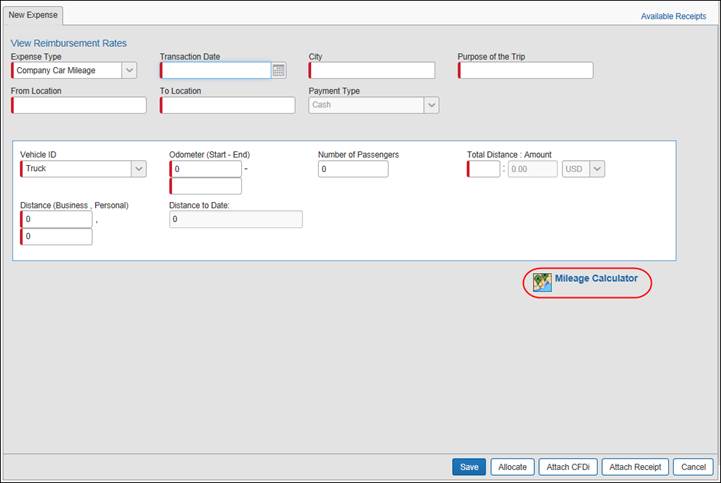 New Expense
Available Receipts
View Reimbursement Rates
Expense Type Transaction Date City Purpose of the Trip
Company Car Mileage
From Location To Location Payment Type
Cash
Vehicle ID Odometer (Start - End) Number of Passengers Total Distance : Amount
Truck 0 - 0 : 0.00 USD
Distance (Business , Personal) Distance to Date:
0 , 0
0
Mileage Calculator
Save Allocate Attach CFDi Attach Receipt Cancel